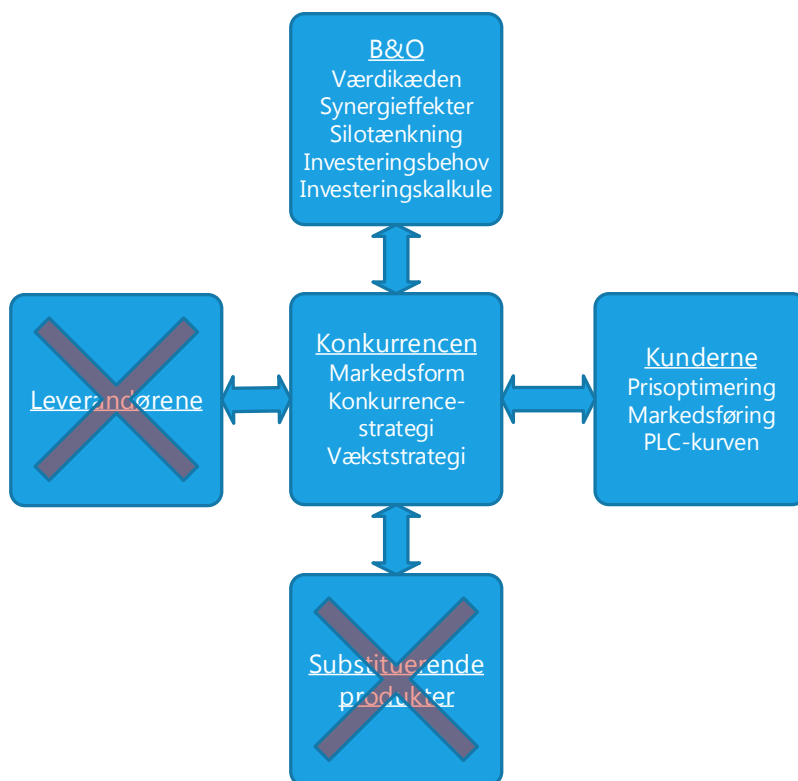 B&O
Værdikæden
Synergieffekter
Silotænkning
Investeringsbehov
Investeringskalkule
Leverandørene
Konkurrencen
Markedsform
Konkurrence-
strategi
Vækststrategi
Kunderne
Prisoptimering
Markedsføring
PLC-kurven
Substituerende
produkter